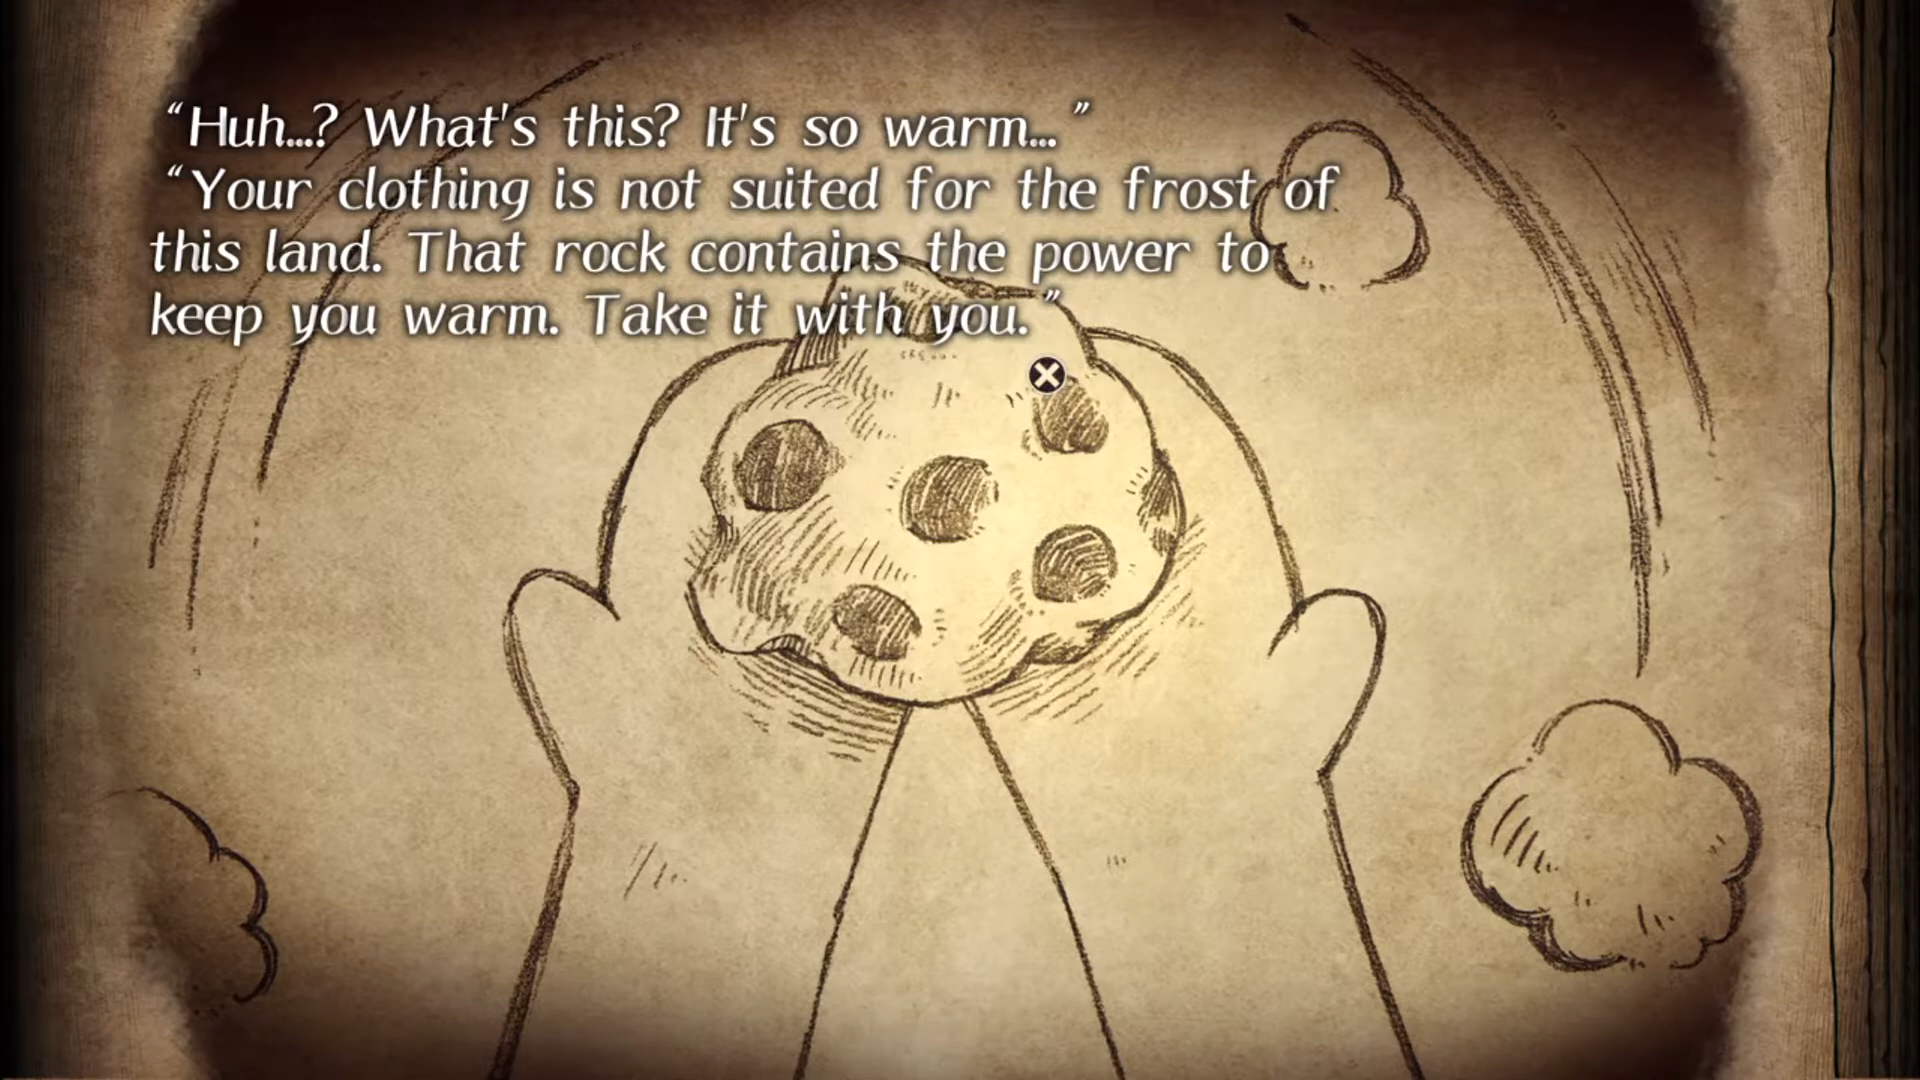 “Huh...? What's this? It's so warm...”
“Your clothing is not suited for the frost of
this land. That rock contains the power to
keep you warm. Take it with you.”